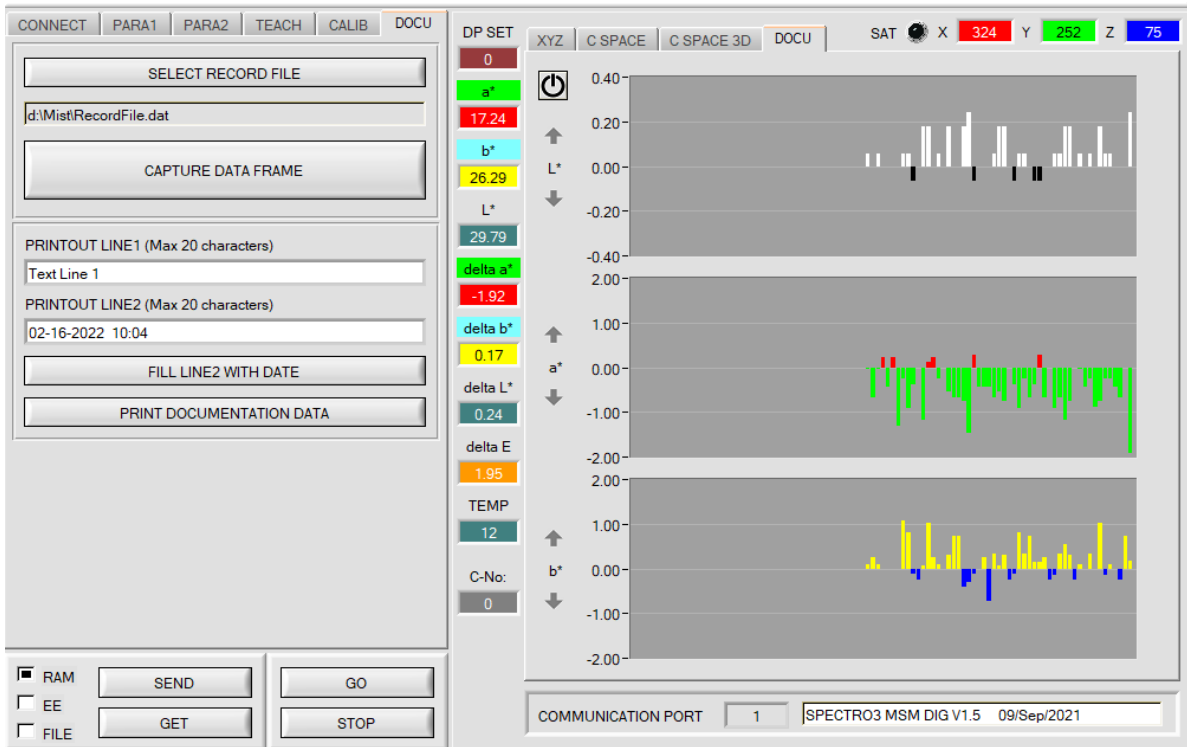 CONNECT PARA1 PARA2 TEACH CALIB DOCU
SELECT RECORD FILE
d:\Mist\RecordFile.dat
CAPTURE DATA FRAME
PRINTOUT LINE1 (Max 20 characters)
Text Line 1
PRINTOUT LINE2 (Max 20 characters)
02-16-2022  10:04
FILL LINE2 WITH DATE
PRINT DOCUMENTATION DATA
RAM
EE
FILE
SEND
GET
GO
STOP
DP SET
0
a*
17.24
b*
26.29
L*
29.79
delta a*
-1.92
delta b*
0.17
delta L*
0.24
delta E
1.95
TEMP
12
C-No:
0
XYZ C SPACE C SPACE 3D DOCU
SAT X 324 Y 252 Z 75
L*
0.40
0.20
0.00
-0.20
-0.40
a*
2.00
1.00
0.00
-1.00
-2.00
b*
2.00
1.00
0.00
-1.00
-2.00
COMMUNICATION PORT 1 SPECTRO3 MSM DIG V1.5 09/Sep/2021